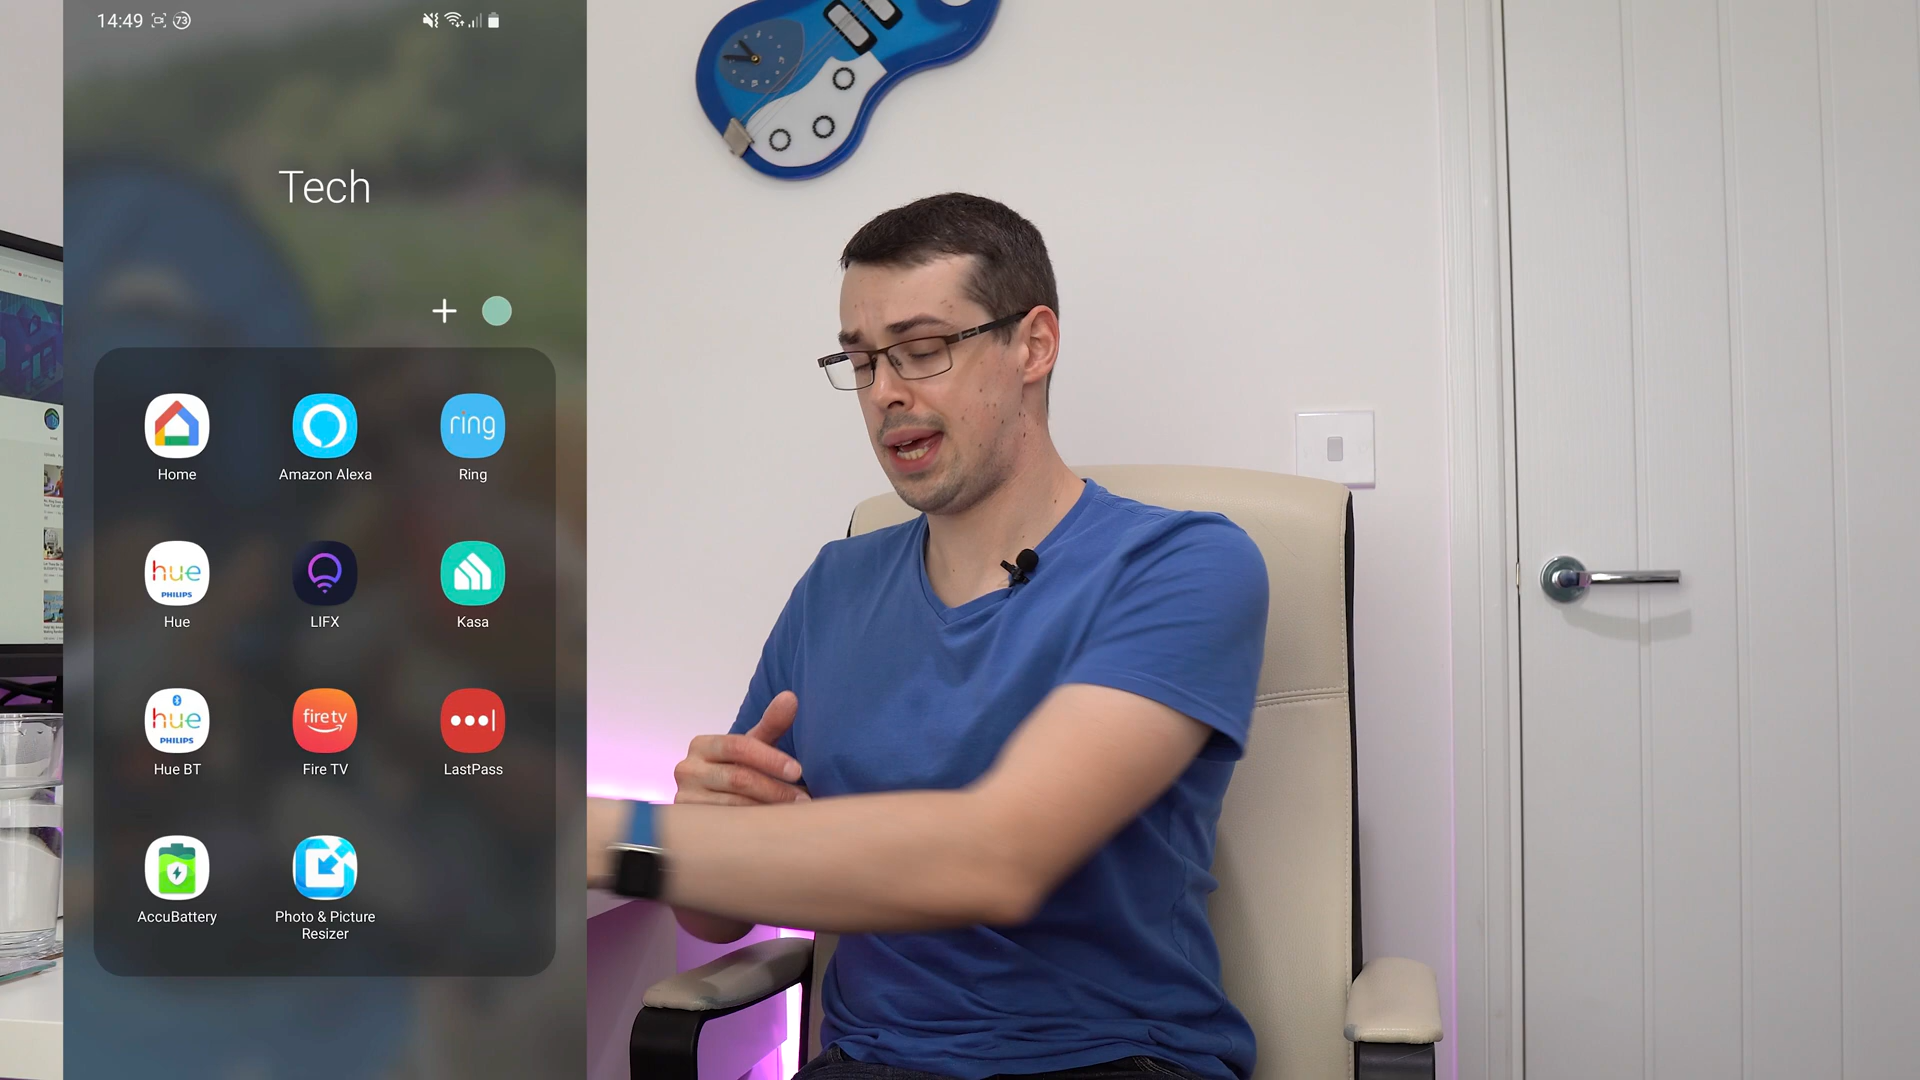 14:49 73
Tech
ring
Home Amazon Alexa Ring
hue
PHILIPS
Hue LIFX Kasa
hue
PHILIPS
firetv
Hue BT Fire TV LastPass
AccuBattery Photo & Picture
Resizer